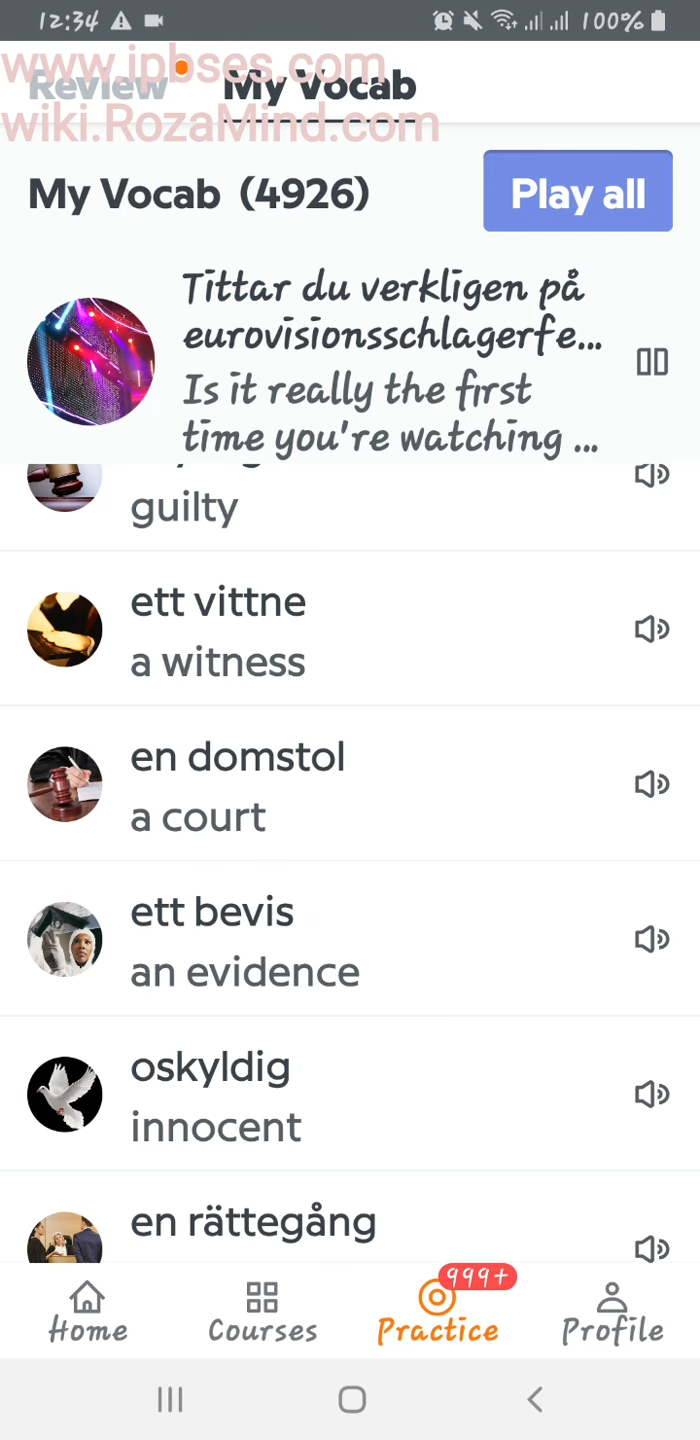 12:34
100%
www.ipbses.com
Review My Vocab
wiki.RozaMind.com
My Vocab (4926)
Play all
Tittar du verkligen på
eurovisionsschlagerfe...
Is it really the first
time you're watching ...
guilty
ett vittne
a witness
en domstol
a court
ett bevis
an evidence
oskyldig
innocent
en rättegång
999+
Home Courses Practice Profile